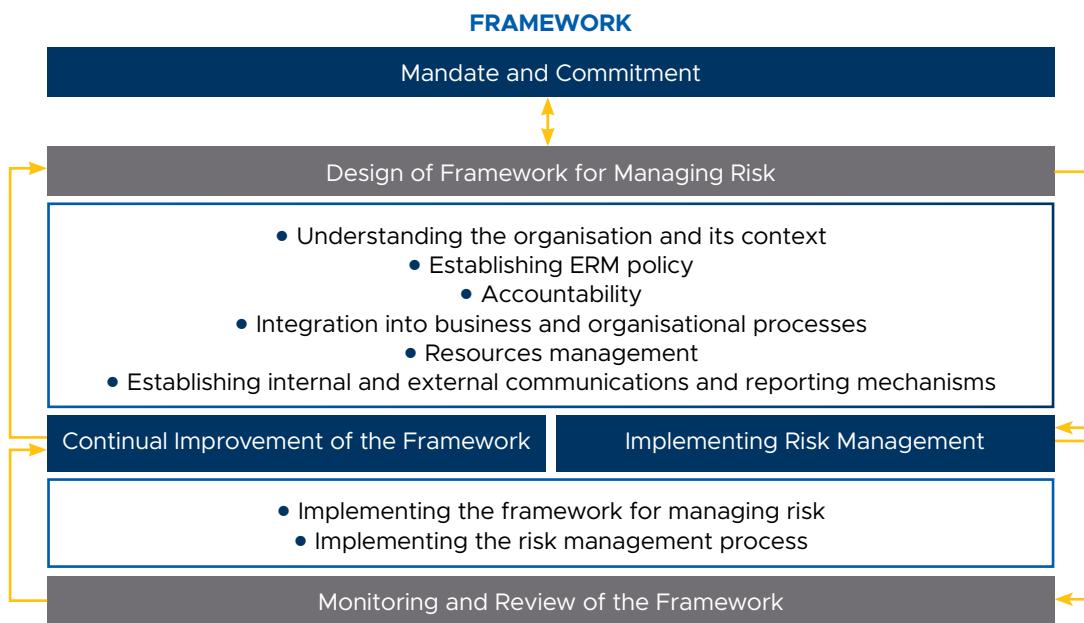 FRAMEWORK
Mandate and Commitment
Design of Framework for Managing Risk
• Understanding the organisation and its context
• Establishing ERM policy
• Accountability
• Integration into business and organisational processes
• Resources management
• Establishing internal and external communications and reporting mechanisms
Continual Improvement of the Framework
Implementing Risk Management
• Implementing the framework for managing risk
• Implementing the risk management process
Monitoring and Review of the Framework